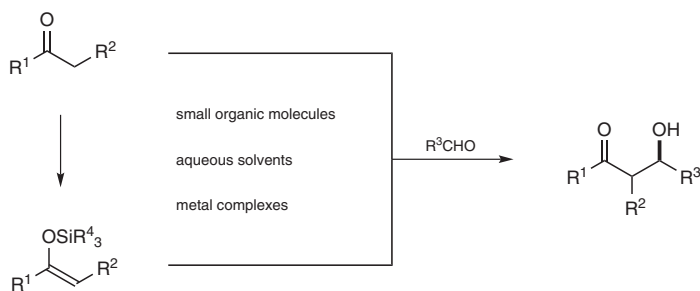 O
R¹ R²
small organic molecules
aqueous solvents
metal complexes
R³CHO
O OH
R¹ R³
R²
OSiR⁴₃
R¹ R²